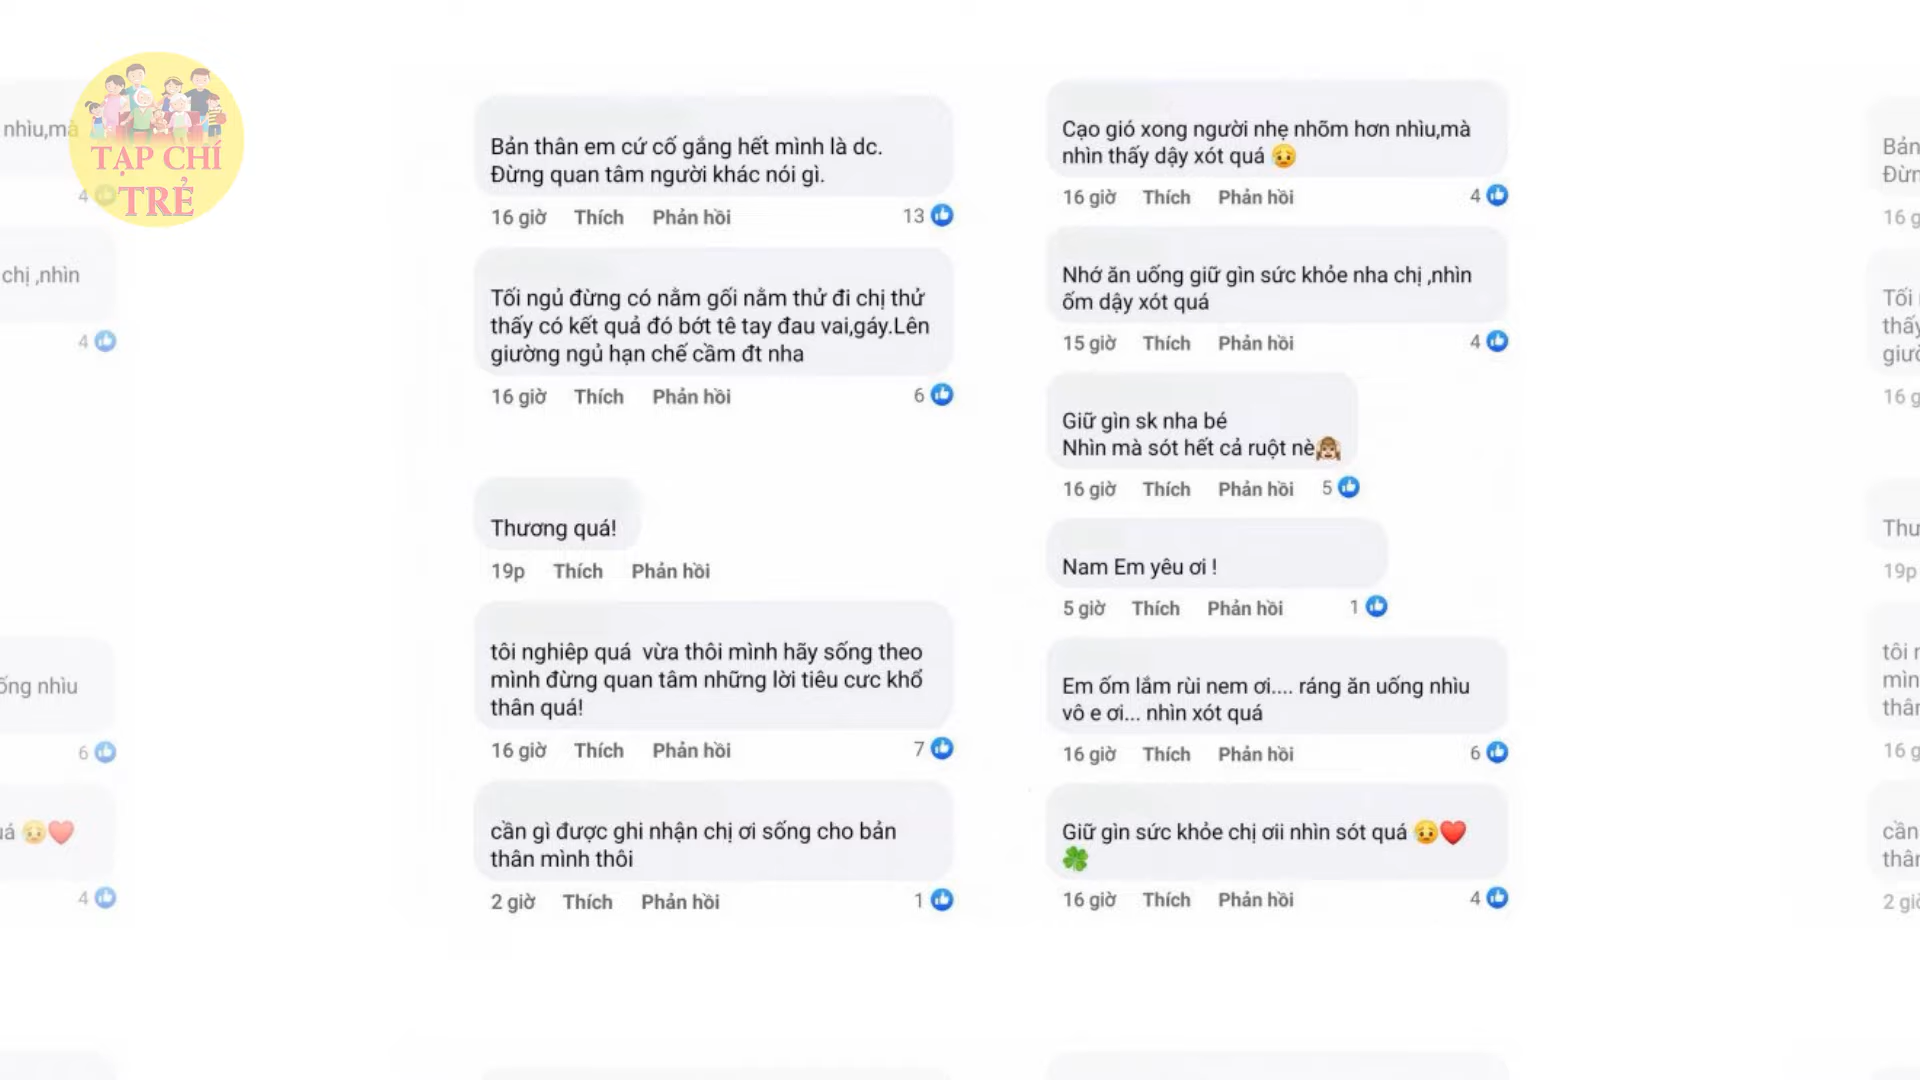 TẠP CHÍ
TRẺ
Bản thân em cứ cố gắng hết mình là dc.
Đừng quan tâm người khác nói gì.
16 giờ Thích Phản hồi 13
Tối ngủ đừng có nằm gối nằm thử đi chị thử
thấy có kết quả đó bớt tê tay đau vai,gáy.Lên
giường ngủ hạn chế cầm đt nha
16 giờ Thích Phản hồi 6
Thương quá!
19p Thích Phản hồi
tôi nghiêp quá vừa thôi mình hãy sống theo
mình đừng quan tâm những lời tiêu cưc khổ
thân quá!
16 giờ Thích Phản hồi 7
cần gì được ghi nhận chị ơi sống cho bản
thân mình thôi
2 giờ Thích Phản hồi 1
Cạo gió xong người nhẹ nhõm hơn nhìu,mà
nhìn thấy dậy xót quá 😥
16 giờ Thích Phản hồi 4
Nhớ ăn uống giữ gìn sức khỏe nha chị ,nhìn
ốm dậy xót quá
15 giờ Thích Phản hồi 4
Giữ gìn sk nha bé
Nhìn mà sót hết cả ruột nè🙉
16 giờ Thích Phản hồi 5
Nam Em yêu ơi !
5 giờ Thích Phản hồi 1
Em ốm lắm rùi nem ơi.... ráng ăn uống nhìu
vô e ơi... nhìn xót quá
16 giờ Thích Phản hồi 6
Giữ gìn sức khỏe chị ơii nhìn sót quá 😥❤️
🍀
16 giờ Thích Phản hồi 4